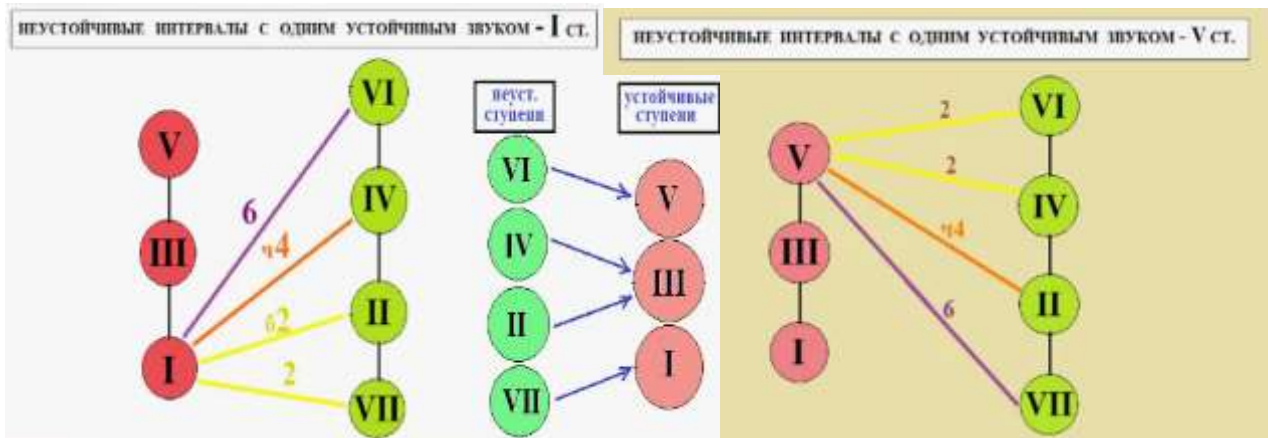 НЕУСТОЙЧИВЫЕ ИНТЕРВАЛЫ С ОДНИМ УСТОЙЧИВЫМ ЗВУКОМ - I СТ.
VI
V
IV
III
II
I
VII
6
ч4
б2
2
неуст.
ступени
устойчивые
ступени
VI
V
IV
III
II
I
VII
НЕУСТОЙЧИВЫЕ ИНТЕРВАЛЫ С ОДНИМ УСТОЙЧИВЫМ ЗВУКОМ - V СТ.
2
VI
V
2
IV
ч4
III
II
6
I
VII